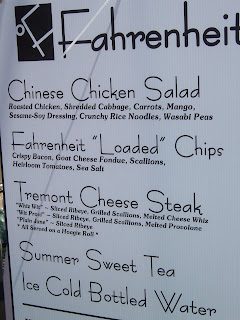 Fahrenheit
Chinese Chicken Salad
Roasted Chicken, Shredded Cabbage, Carrots, Mango,
Sesame-Soy Dressing, Crunchy Rice Noodles, Wasabi Peas
Fahrenheit "Loaded" Chips
Crispy Bacon, Goat Cheese Fondue, Scallions,
Heirloom Tomatoes, Sea Salt
Tremont Cheese Steak
"Whiz Wit" ~ Sliced Ribeye, Grilled Scallions, Melted Cheese Whiz
"Wit Provi" ~ Sliced Ribeye, Grilled Scallions, Melted Provolone
"Plain Jane" ~ Sliced Ribeye
* All Served on a Hoagie Roll *
Summer Sweet Tea
Ice Cold Bottled Water